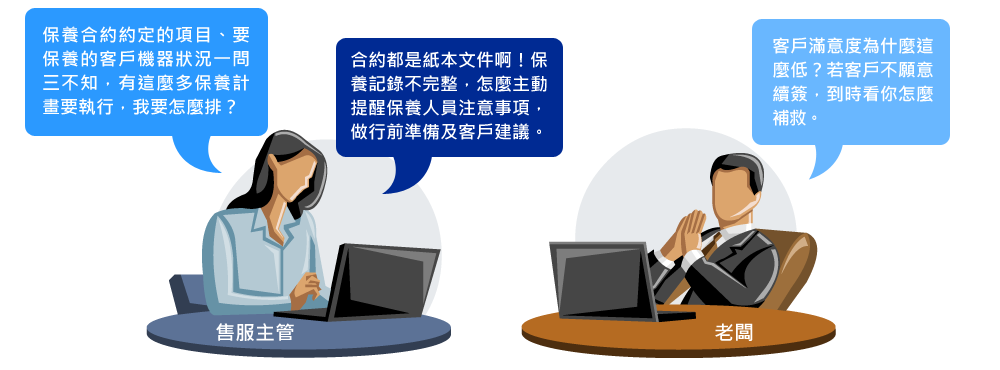 保養合約約定的項目、要
保養的客戶機器狀況一問
三不知，有這麼多保養計
畫要執行，我要怎麼排？
合約都是紙本文件啊！保
養記錄不完整，怎麼主動
提醒保養人員注意事項，
做行前準備及客戶建議。
客戶滿意度為什麼這
麼低？若客戶不願意
續簽，到時看你怎麼
補救。
售服主管
老闆